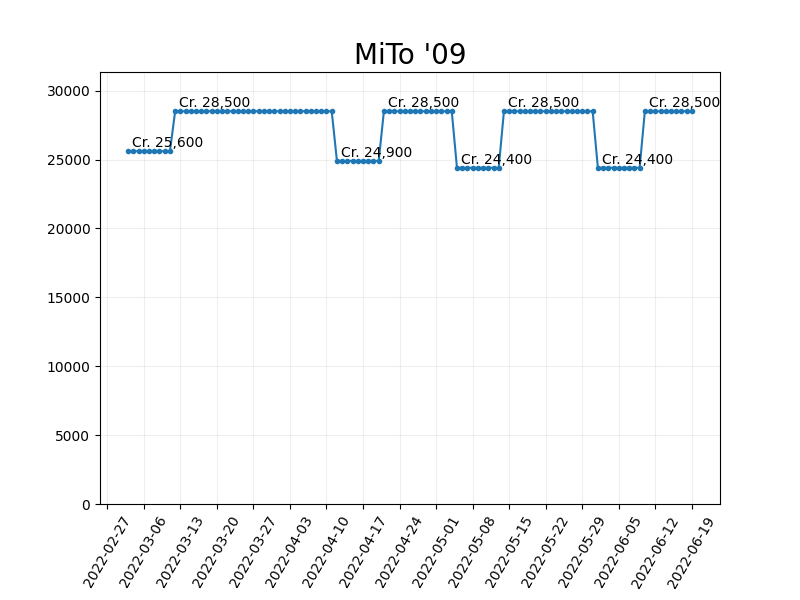 MiTo '09
30000
25000
20000
15000
10000
5000
0
Cr. 25,600
Cr. 28,500
Cr. 24,900
Cr. 28,500
Cr. 24,400
Cr. 28,500
Cr. 24,400
Cr. 28,500
2022-02-27
2022-03-06
2022-03-13
2022-03-20
2022-03-27
2022-04-03
2022-04-10
2022-04-17
2022-04-24
2022-05-01
2022-05-08
2022-05-15
2022-05-22
2022-05-29
2022-06-05
2022-06-12
2022-06-19